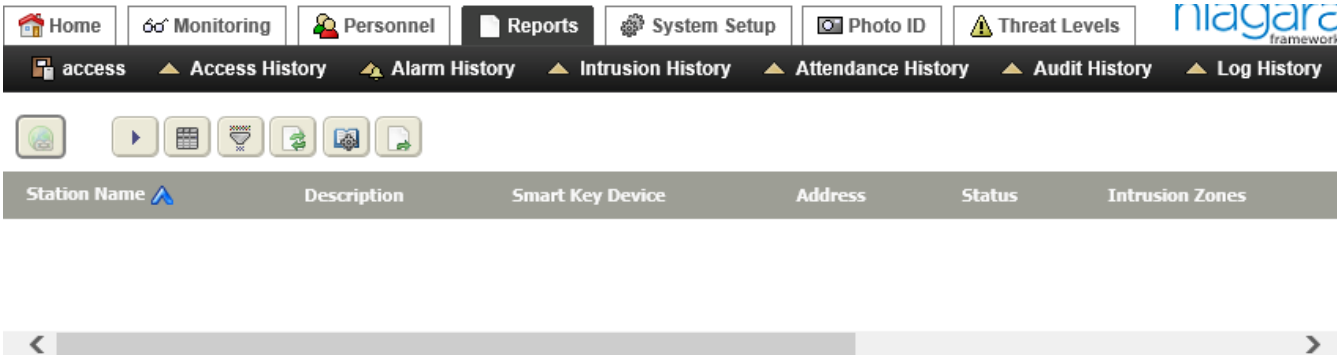 Home Monitoring Personnel Reports System Setup Photo ID Threat Levels niagara
framework
access Access History Alarm History Intrusion History Attendance History Audit History Log History
Station Name Description Smart Key Device Address Status Intrusion Zones